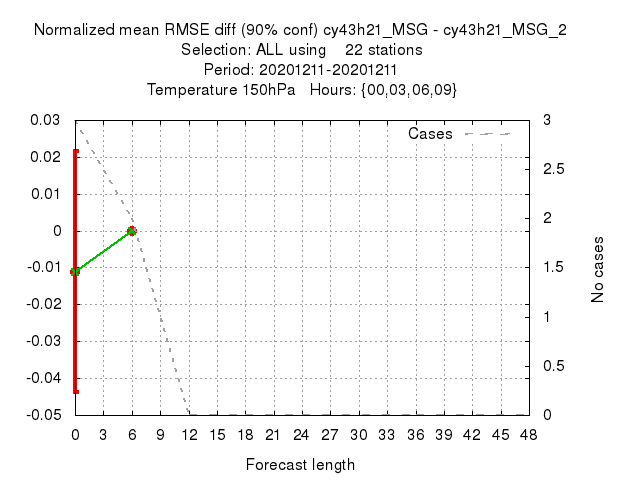 Normalized mean RMSE diff (90% conf) cy43h21_MSG - cy43h21_MSG_2
Selection: ALL using 22 stations
Period: 20201211-20201211
Temperature 150hPa Hours: {00,03,06,09}
Cases
0.03
0.02
0.01
0
-0.01
-0.02
-0.03
-0.04
-0.05
3
2.5
2
1.5
1
0.5
0
No cases
0 3 6 9 12 15 18 21 24 27 30 33 36 39 42 45 48
Forecast length